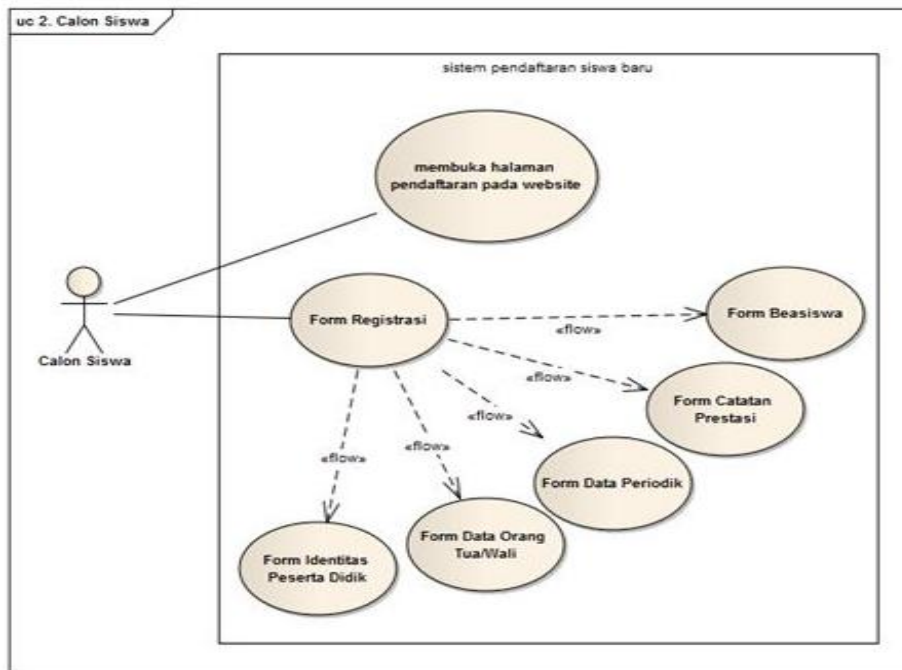 uc 2. Calon Siswa
sistem pendaftaran siswa baru
membuka halaman
pendaftaran pada website
Form Registrasi
Form Beasiswa
«flow»
«flow»
Calon Siswa
Form Catatan
Prestasi
«flow»
«flow»
«flow»
Form Data Periodik
Form Data Orang
Tua/Wali
Form Identitas
Peserta Didik